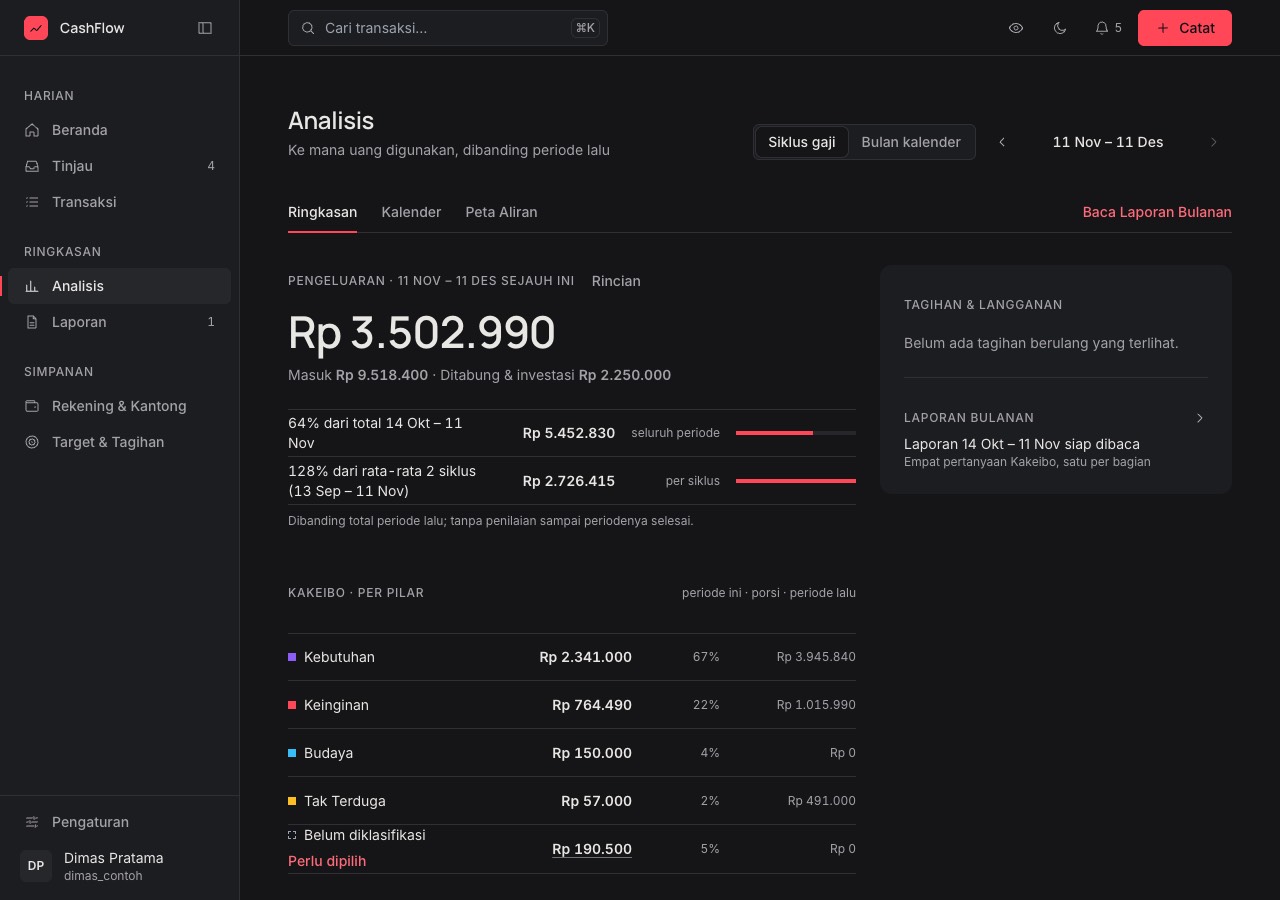 CashFlow
Cari transaksi...
⌘K
5
Catat
HARIAN
Beranda
Tinjau 4
Transaksi
RINGKASAN
Analisis
Laporan 1
SIMPANAN
Rekening & Kantong
Target & Tagihan
Pengaturan
DP
Dimas Pratama
dimas_contoh
Analisis
Ke mana uang digunakan, dibanding periode lalu
Siklus gaji
Bulan kalender
11 Nov – 11 Des
Ringkasan
Kalender
Peta Aliran
Baca Laporan Bulanan
PENGELUARAN · 11 NOV – 11 DES SEJAUH INI Rincian
Rp 3.502.990
Masuk Rp 9.518.400 · Ditabung & investasi Rp 2.250.000
64% dari total 14 Okt – 11
Nov
Rp 5.452.830 seluruh periode
128% dari rata-rata 2 siklus
(13 Sep – 11 Nov)
Rp 2.726.415 per siklus
Dibanding total periode lalu; tanpa penilaian sampai periodenya selesai.
KAKEIBO · PER PILAR
periode ini · porsi · periode lalu
Kebutuhan Rp 2.341.000 67% Rp 3.945.840
Keinginan Rp 764.490 22% Rp 1.015.990
Budaya Rp 150.000 4% Rp 0
Tak Terduga Rp 57.000 2% Rp 491.000
Belum diklasifikasi
Perlu dipilih
Rp 190.500 5% Rp 0
TAGIHAN & LANGGANAN
Belum ada tagihan berulang yang terlihat.
LAPORAN BULANAN
Laporan 14 Okt – 11 Nov siap dibaca
Empat pertanyaan Kakeibo, satu per bagian